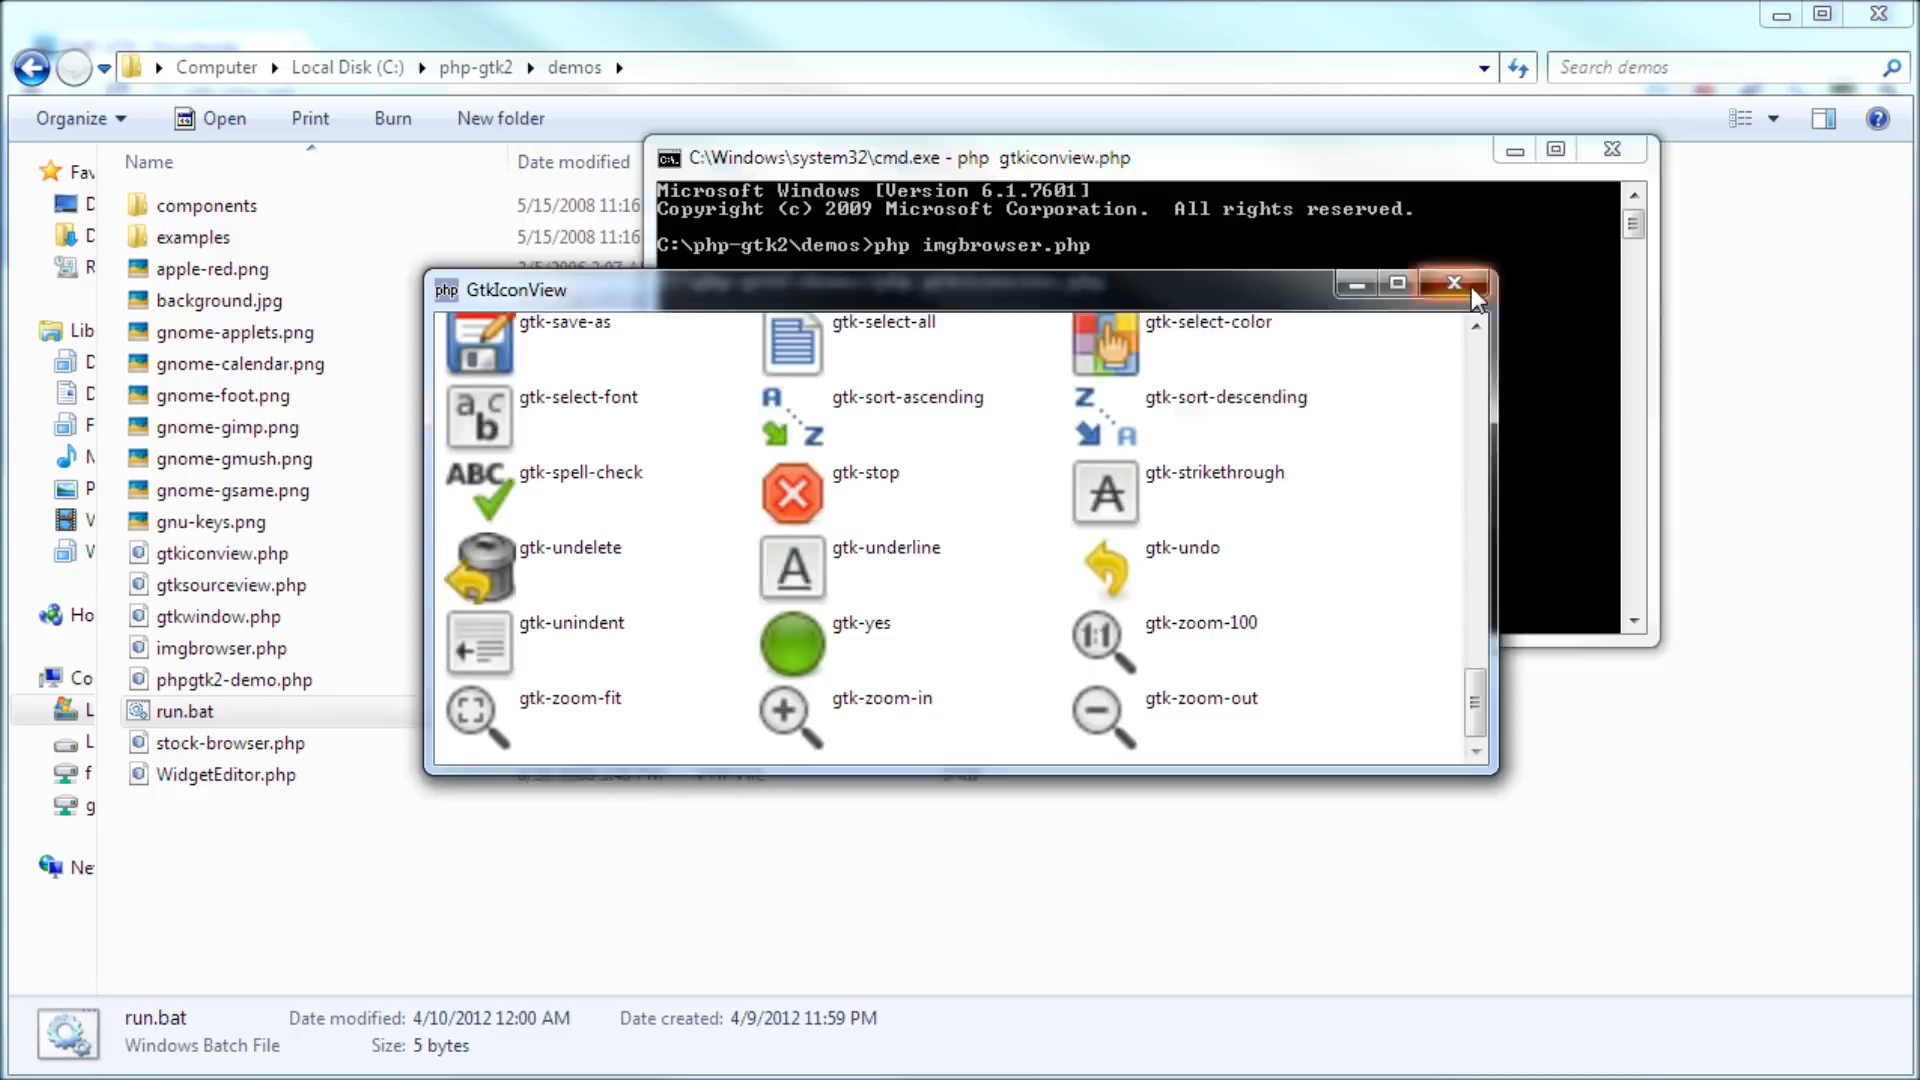 Computer Local Disk (C:) php-gtk2 demos
Search demos
Organize Open Print Burn New folder
Name Date modified
components 5/15/2008 11:16
examples 5/15/2008 11:16
apple-red.png
background.jpg
gnome-applets.png
gnome-calendar.png
gnome-foot.png
gnome-gimp.png
gnome-gmush.png
gnome-gsame.png
gnu-keys.png
gtkiconview.php
gtksourceview.php
gtkwindow.php
imgbrowser.php
phpgtk2-demo.php
run.bat
stock-browser.php
WidgetEditor.php
Fav
D
D
R
Lib
D
D
F
M
P
V
W
Ho
Co
L
L
f
g
Ne
C:\Windows\system32\cmd.exe - php gtkiconview.php
Microsoft Windows [Version 6.1.7601]
Copyright (c) 2009 Microsoft Corporation. All rights reserved.
C:\php-gtk2\demos>php imgbrowser.php
php GtkIconView
gtk-save-as gtk-select-all gtk-select-color
gtk-select-font gtk-sort-ascending gtk-sort-descending
gtk-spell-check gtk-stop gtk-strikethrough
gtk-undelete gtk-underline gtk-undo
gtk-unindent gtk-yes gtk-zoom-100
gtk-zoom-fit gtk-zoom-in gtk-zoom-out
run.bat Date modified: 4/10/2012 12:00 AM Date created: 4/9/2012 11:59 PM
Windows Batch File Size: 5 bytes